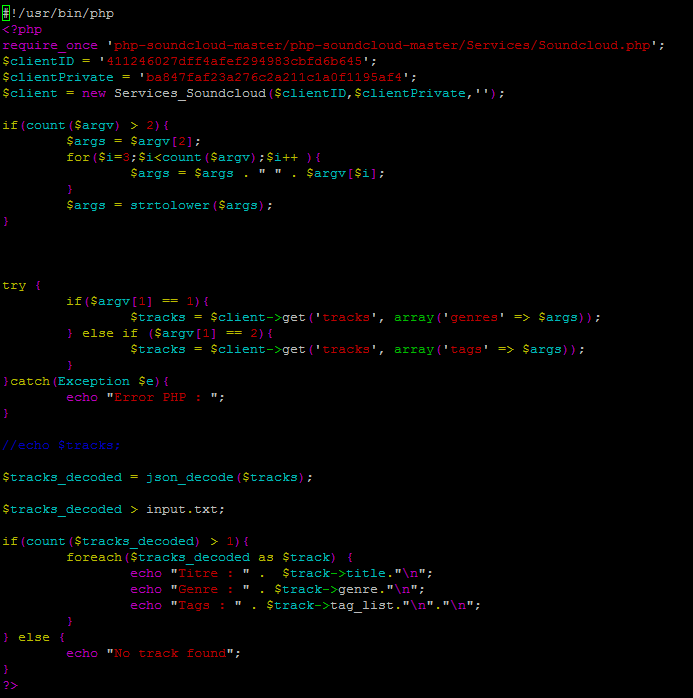 #!/usr/bin/php
<?php
require_once 'php-soundcloud-master/php-soundcloud-master/Services/Soundcloud.php';
$clientID = '411246027dff4afef294983cbfd6b645';
$clientPrivate = 'ba847faf23a276c2a211c1a0f1195af4';
$client = new Services_Soundcloud($clientID,$clientPrivate,'');
if(count($argv) > 2){
$args = $argv[2];
for($i=3;$i<count($argv);$i++ ){
$args = $args . " " . $argv[$i];
}
$args = strtolower($args);
}
try {
if($argv[1] == 1){
$tracks = $client->get('tracks', array('genres' => $args));
} else if ($argv[1] == 2){
$tracks = $client->get('tracks', array('tags' => $args));
}
}catch(Exception $e){
echo "Error PHP : ";
}
//echo $tracks;
$tracks_decoded = json_decode($tracks);
$tracks_decoded > input.txt;
if(count($tracks_decoded) > 1){
foreach($tracks_decoded as $track) {
echo "Titre : " .  $track->title."\n";
echo "Genre : " . $track->genre."\n";
echo "Tags : " . $track->tag_list."\n"."\n";
}
} else {
echo "No track found";
}
?>